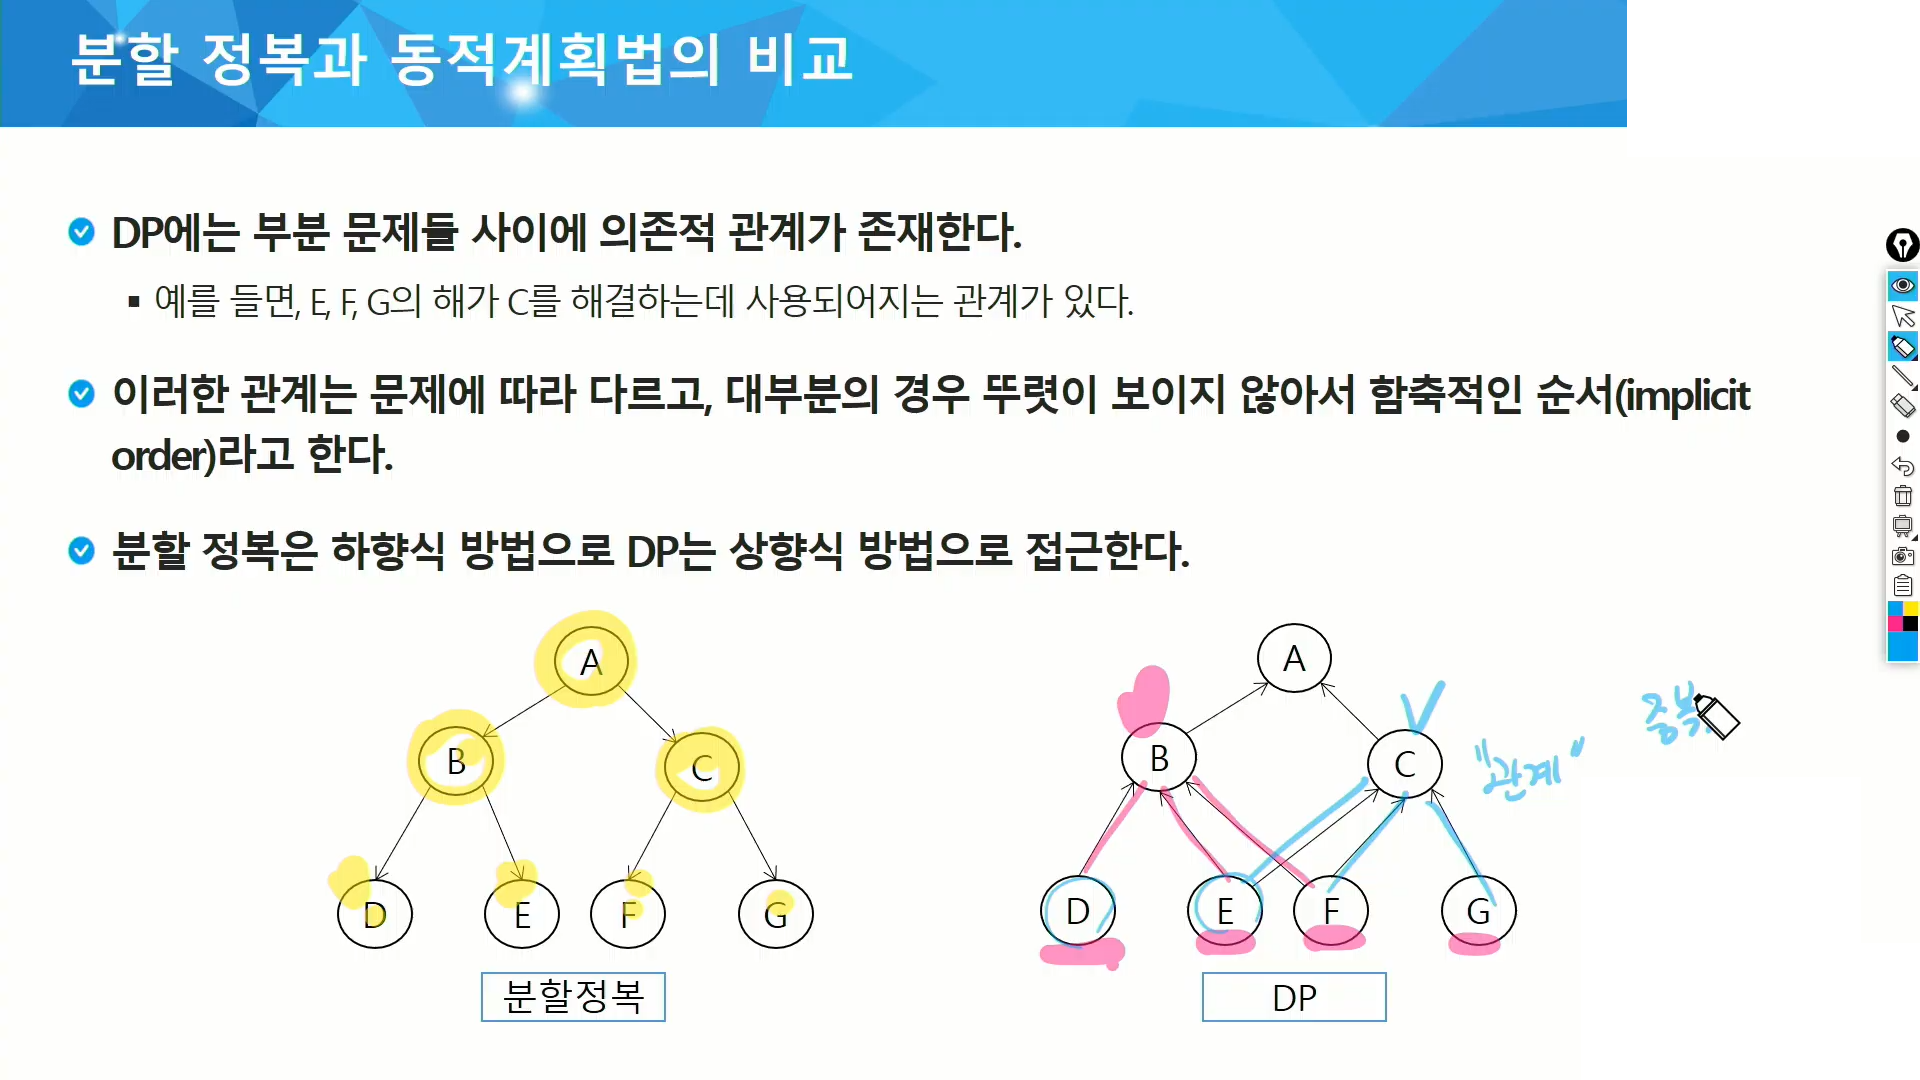 분할 정복과 동적계획법의 비교
DP에는 부분 문제들 사이에 의존적 관계가 존재한다.
예를 들면, E, F, G의 해가 C를 해결하는데 사용되어지는 관계가 있다.
이러한 관계는 문제에 따라 다르고, 대부분의 경우 뚜렷이 보이지 않아서 함축적인 순서(implicit
order)라고 한다.
분할 정복은 하향식 방법으로 DP는 상향식 방법으로 접근한다.
A
B
C
D
E
F
G
분할정복
A
B
C
"관계"
중복
D
E
F
G
DP